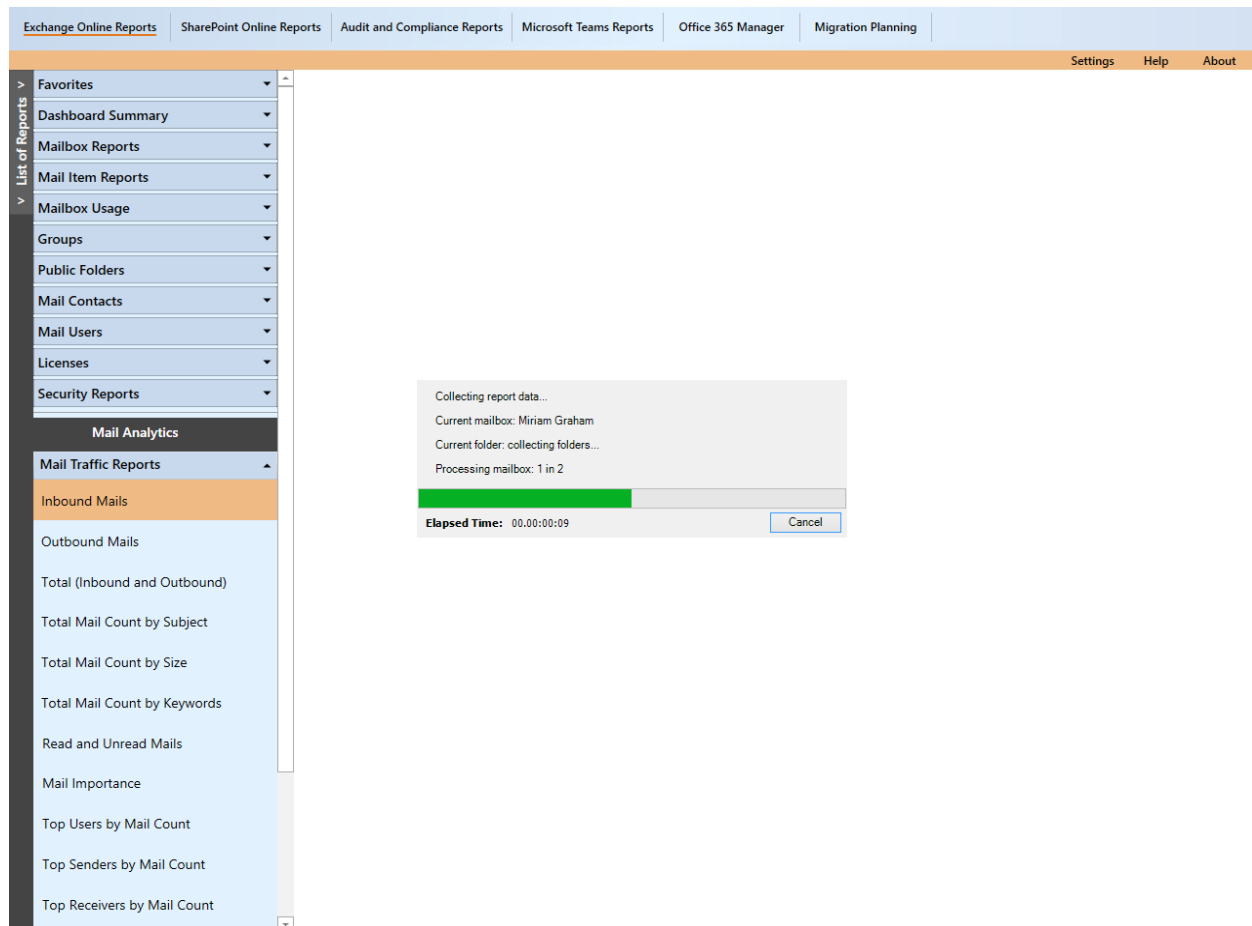 Exchange Online Reports SharePoint Online Reports Audit and Compliance Reports Microsoft Teams Reports Office 365 Manager Migration Planning
Settings Help About
> List of Reports >
Favorites
Dashboard Summary
Mailbox Reports
Mail Item Reports
Mailbox Usage
Groups
Public Folders
Mail Contacts
Mail Users
Licenses
Security Reports
Mail Analytics
Mail Traffic Reports
Inbound Mails
Outbound Mails
Total (Inbound and Outbound)
Total Mail Count by Subject
Total Mail Count by Size
Total Mail Count by Keywords
Read and Unread Mails
Mail Importance
Top Users by Mail Count
Top Senders by Mail Count
Top Receivers by Mail Count
Collecting report data...
Current mailbox: Miriam Graham
Current folder: collecting folders...
Processing mailbox: 1 in 2
Elapsed Time: 00.00:00:09 Cancel